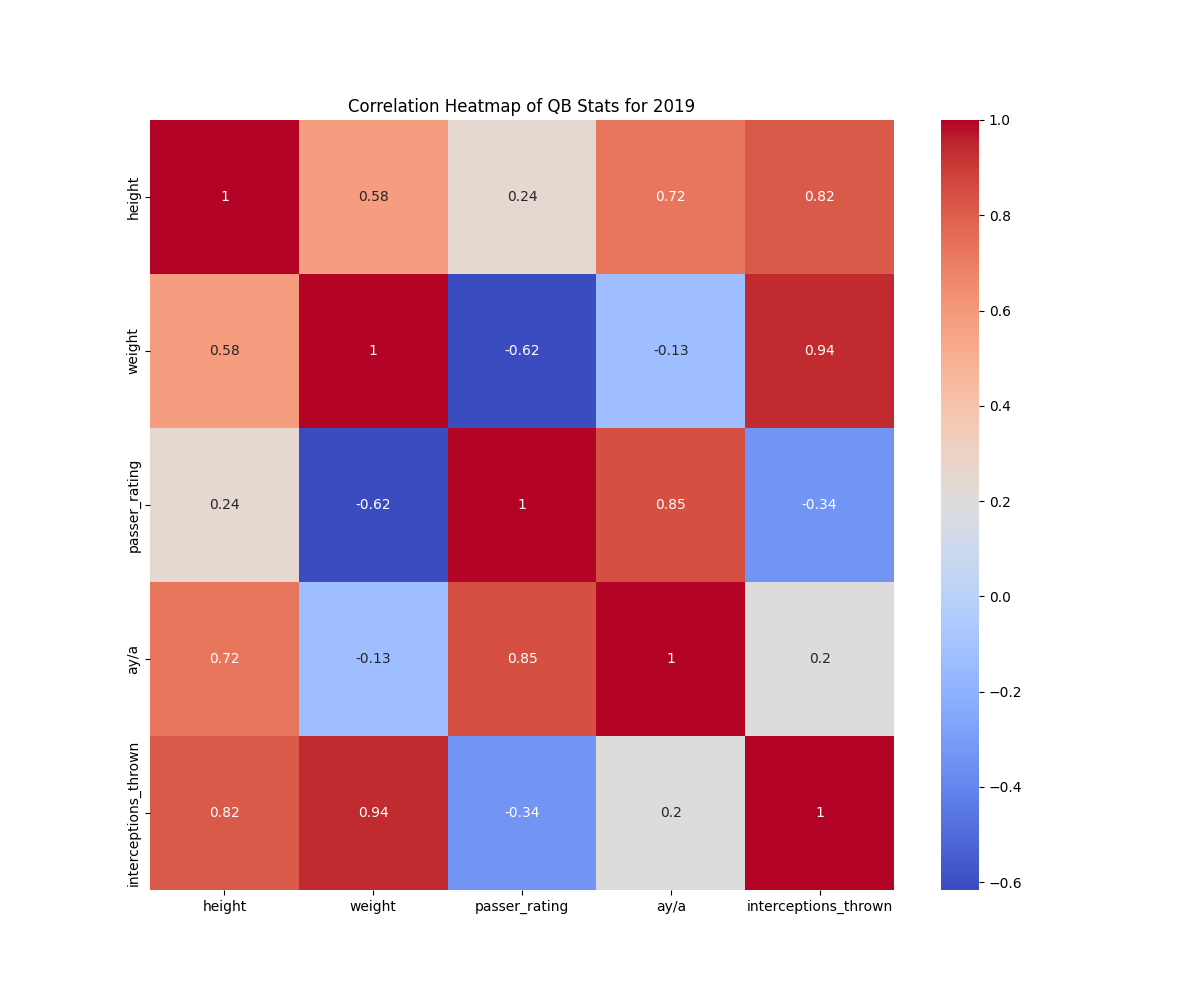 Correlation Heatmap of QB Stats for 2019
height 1 0.58 0.24 0.72 0.82
weight 0.58 1 -0.62 -0.13 0.94
passer_rating 0.24 -0.62 1 0.85 -0.34
ay/a 0.72 -0.13 0.85 1 0.2
interceptions_thrown 0.82 0.94 -0.34 0.2 1
height weight passer_rating ay/a interceptions_thrown
1.0
0.8
0.6
0.4
0.2
0.0
−0.2
−0.4
−0.6